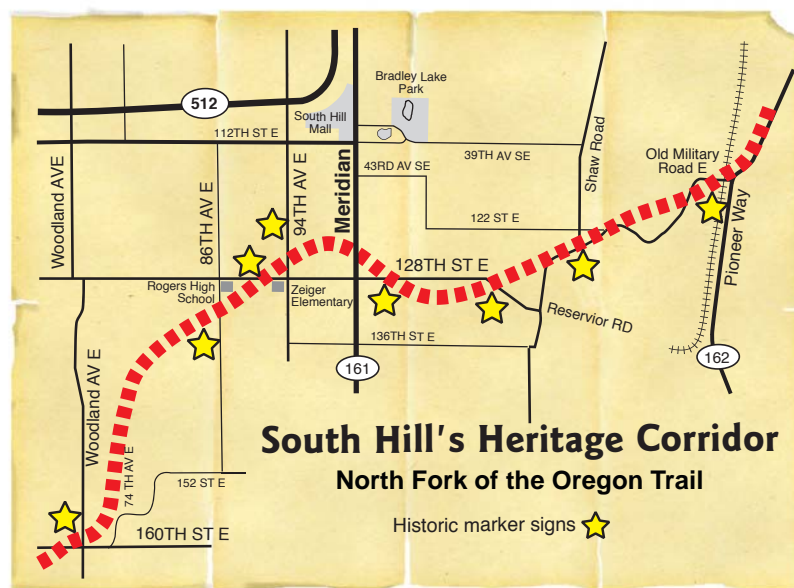 512
Bradley Lake
Park
South Hill
Mall
112TH ST E
39TH AV SE
43RD AV SE
Old Military
Road E
Shaw Road
Woodland AVE
86TH AV E
94TH AV E
Meridian
122 ST E
128TH ST E
Pioneer Way
Rogers High
School
Zeiger
Elementary
Reservior RD
136TH ST E
161
162
Woodland AV E
74 TH AV E
152 ST E
160TH ST E
South Hill's Heritage Corridor
North Fork of the Oregon Trail
Historic marker signs